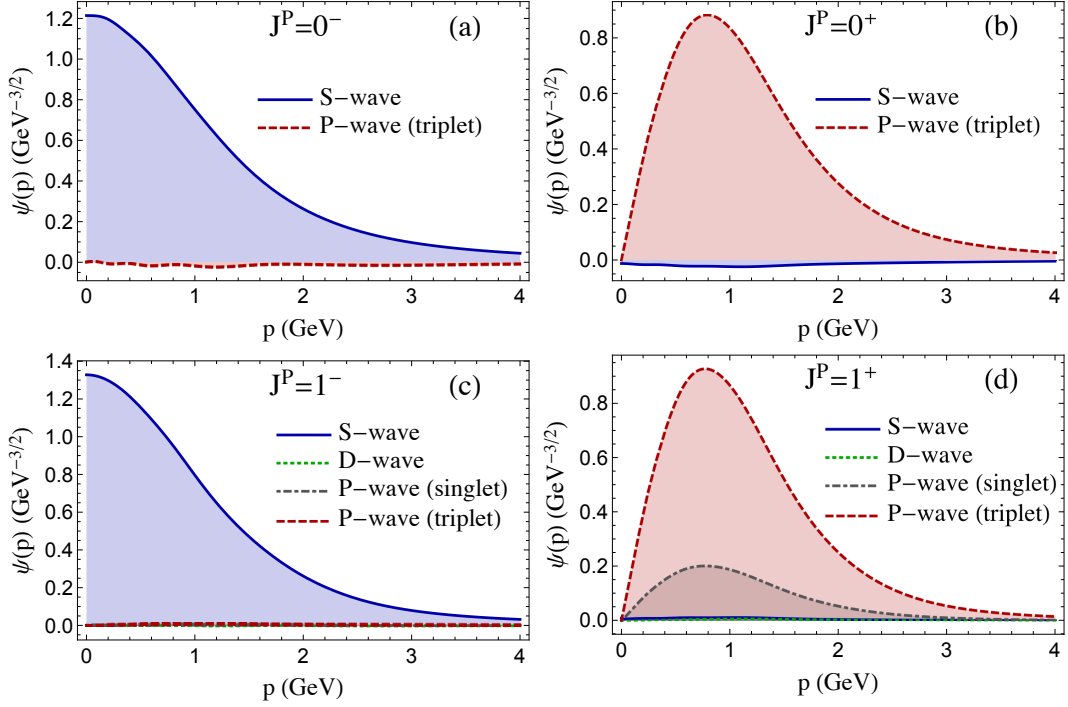 J^P=0^-
(a)
ψ(p) (GeV^{-3/2})
1.2
1.0
0.8
0.6
0.4
0.2
0.0
S−wave
P−wave (triplet)
0 1 2 3 4
p (GeV)
J^P=0^+
(b)
ψ(p) (GeV^{-3/2})
0.8
0.6
0.4
0.2
0.0
S−wave
P−wave (triplet)
0 1 2 3 4
p (GeV)
J^P=1^-
(c)
ψ(p) (GeV^{-3/2})
1.4
1.2
1.0
0.8
0.6
0.4
0.2
0.0
S−wave
D−wave
P−wave (singlet)
P−wave (triplet)
0 1 2 3 4
p (GeV)
J^P=1^+
(d)
ψ(p) (GeV^{-3/2})
0.8
0.6
0.4
0.2
0.0
S−wave
D−wave
P−wave (singlet)
P−wave (triplet)
0 1 2 3 4
p (GeV)